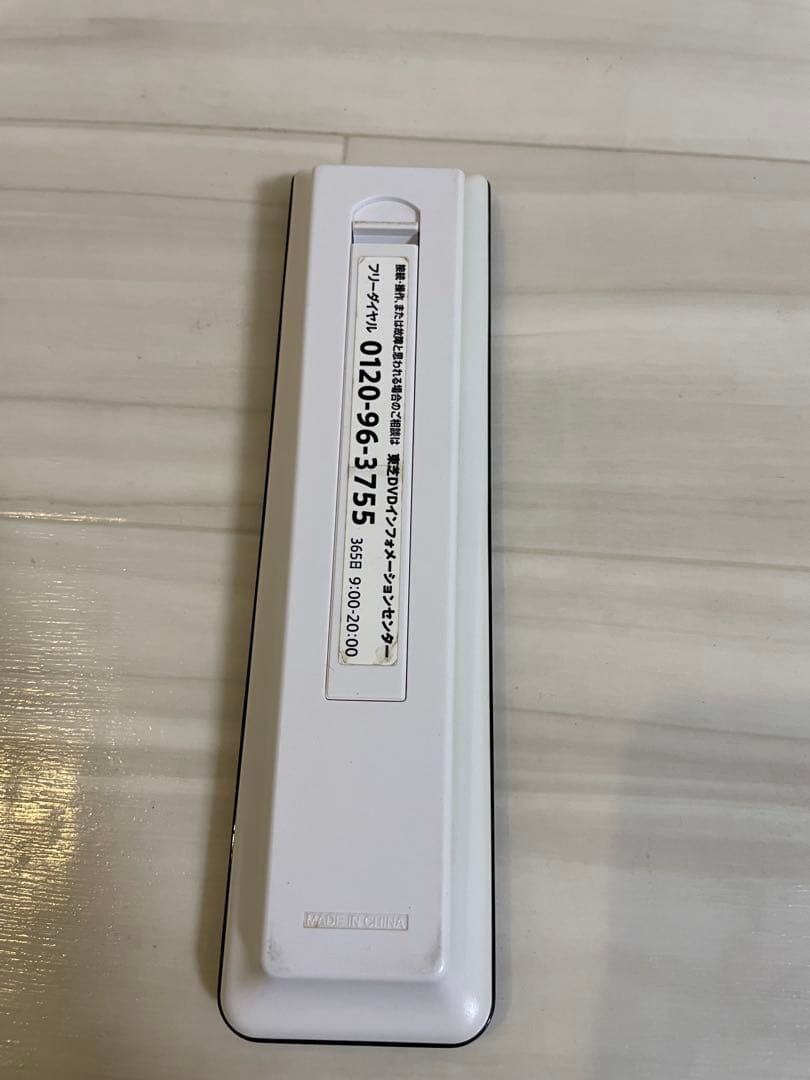 接続・操作、または故障と思われる場合のご相談は 東芝DVDインフォメーションセンター
フリーダイヤル 0120-96-3755 365日 9:00-20:00
MADE IN CHINA